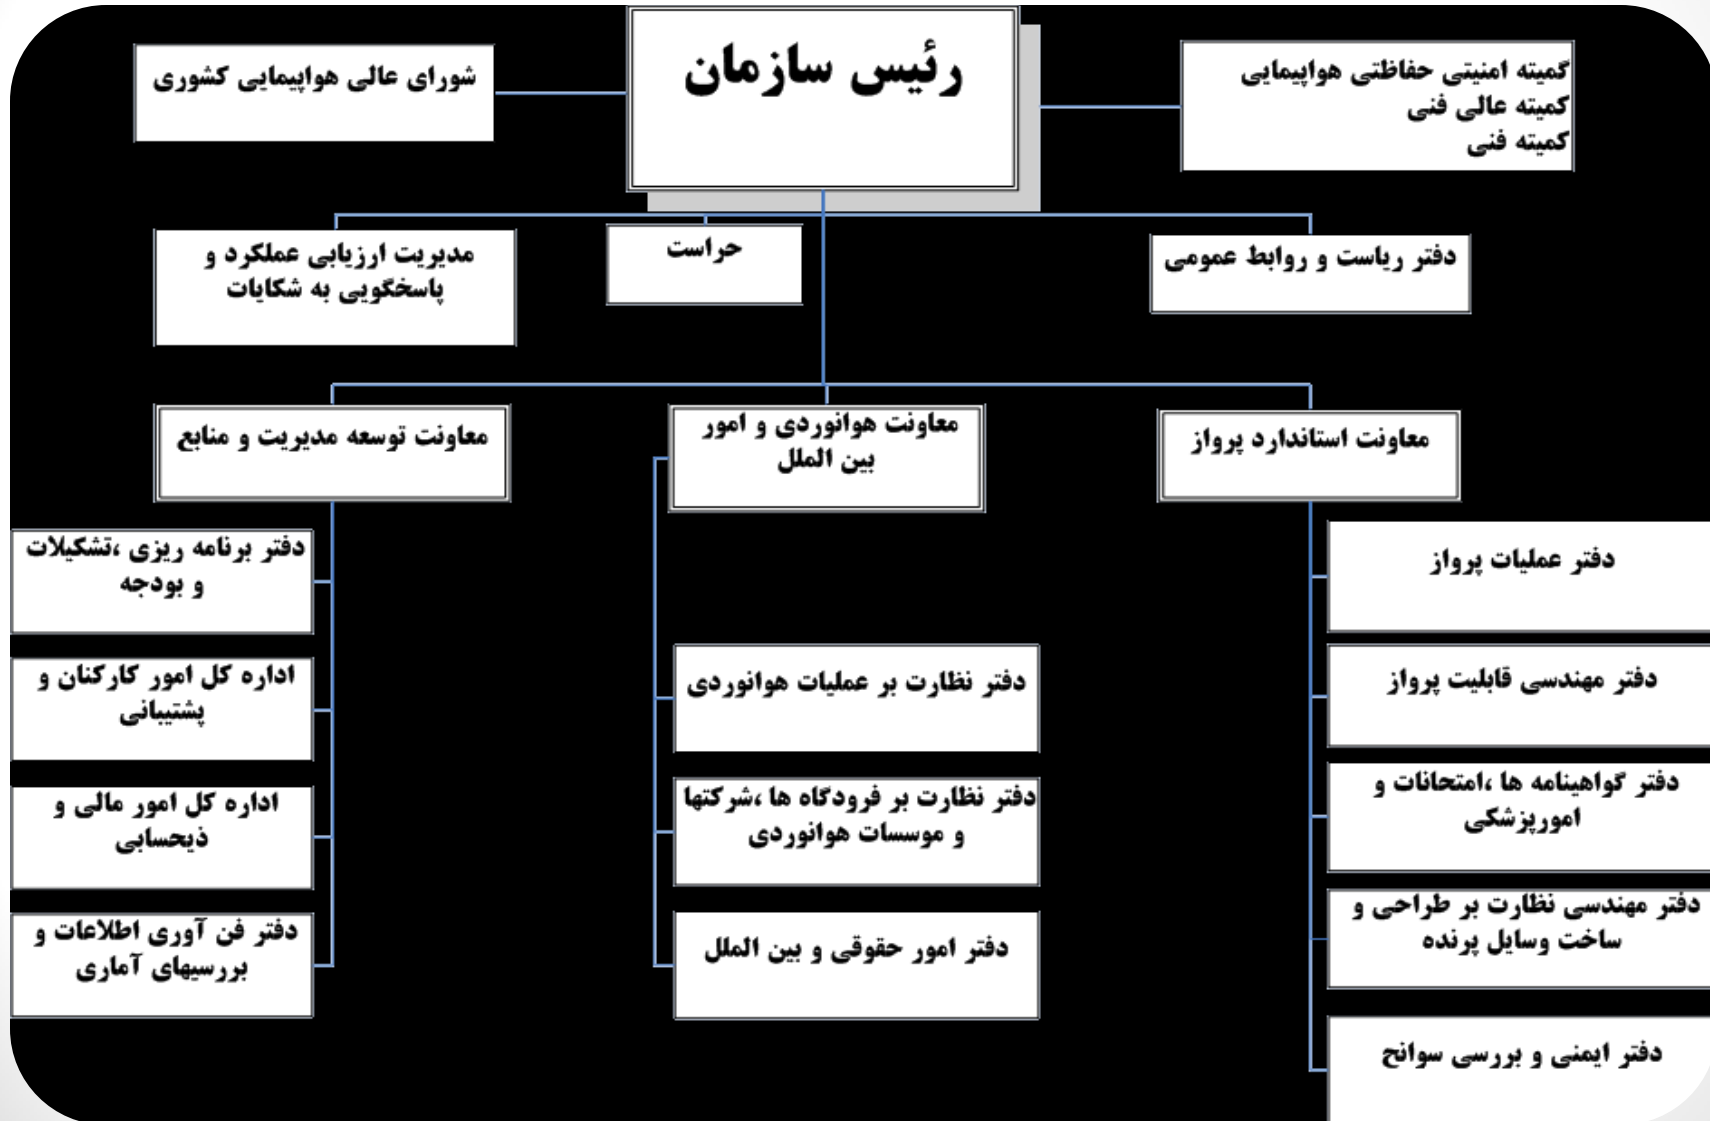 رئیس سازمان
کمیته امنیتی حفاظتی هواپیمایی
کمیته عالی فنی
کمیته فنی
شورای عالی هواپیمایی کشوری
دفتر ریاست و روابط عمومی
حراست
مدیریت ارزیابی عملکرد و
پاسخگویی به شکایات
معاونت استاندارد پرواز
معاونت هوانوردی و امور
بین الملل
معاونت توسعه مدیریت و منابع
دفتر عملیات پرواز
دفتر مهندسی قابلیت پرواز
دفتر گواهینامه ها ،امتحانات و
امورپزشکی
دفتر مهندسی نظارت بر طراحی و
ساخت وسایل پرنده
دفتر ایمنی و بررسی سوانح
دفتر نظارت بر عملیات هوانوردی
دفتر نظارت بر فرودگاه ها ،شرکتها
و موسسات هوانوردی
دفتر امور حقوقی و بین الملل
دفتر برنامه ریزی ،تشکیلات
و بودجه
اداره کل امور کارکنان و
پشتیبانی
اداره کل امور مالی و
ذیحسابی
دفتر فن آوری اطلاعات و
بررسیهای آماری